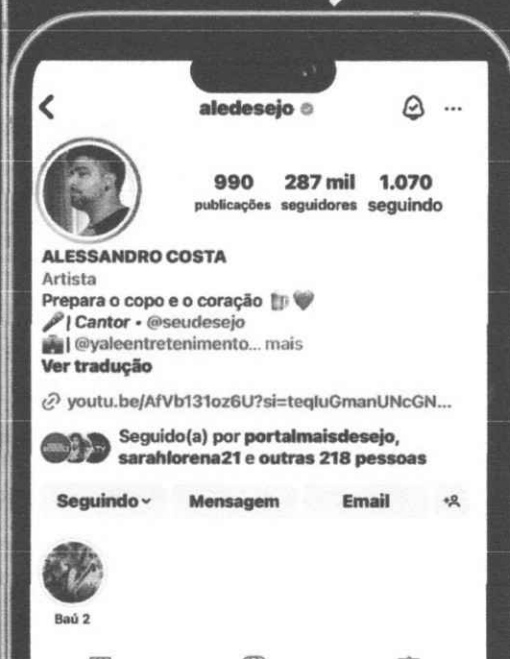 aledesejo
990 287 mil 1.070
publicações seguidores seguindo
ALESSANDRO COSTA
Artista
Prepara o copo e o coração 🍻🖤
🎤| Cantor • @seudesejo
💼| @yaleentretenimento... mais
Ver tradução
youtu.be/AfVb131oz6U?si=teqIuGmanUNcGN...
Seguido(a) por portalmaisdesejo,
sarahlorena21 e outras 218 pessoas
Seguindo Mensagem Email
Baú 2